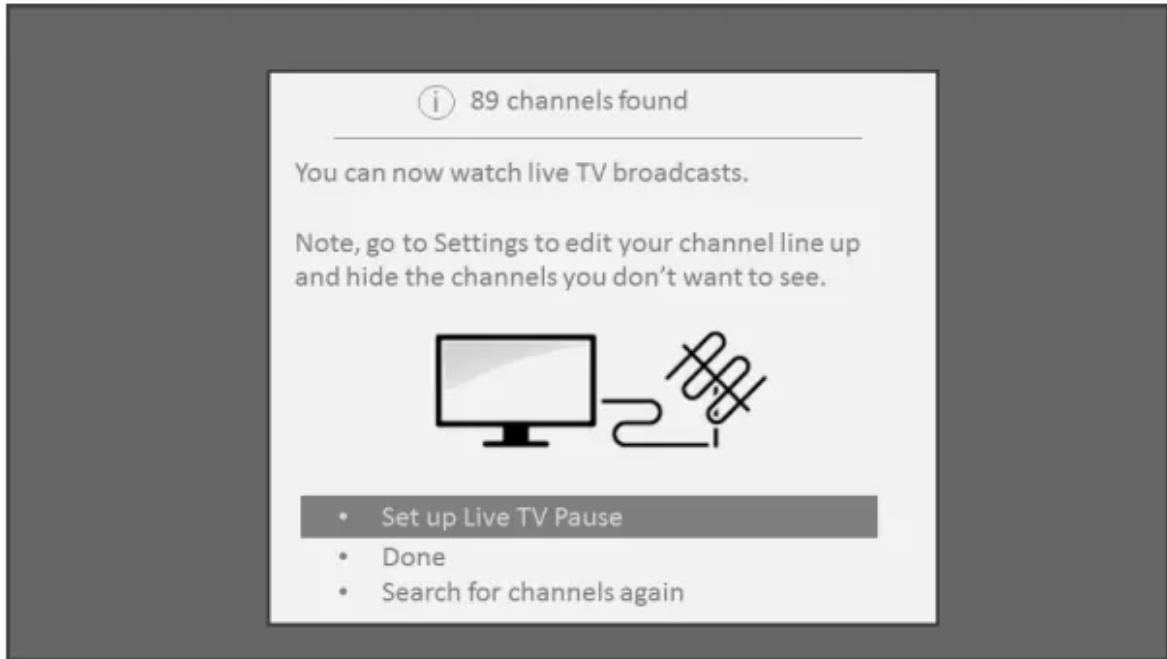 i 89 channels found
You can now watch live TV broadcasts.
Note, go to Settings to edit your channel line up
and hide the channels you don't want to see.
• Set up Live TV Pause
• Done
• Search for channels again